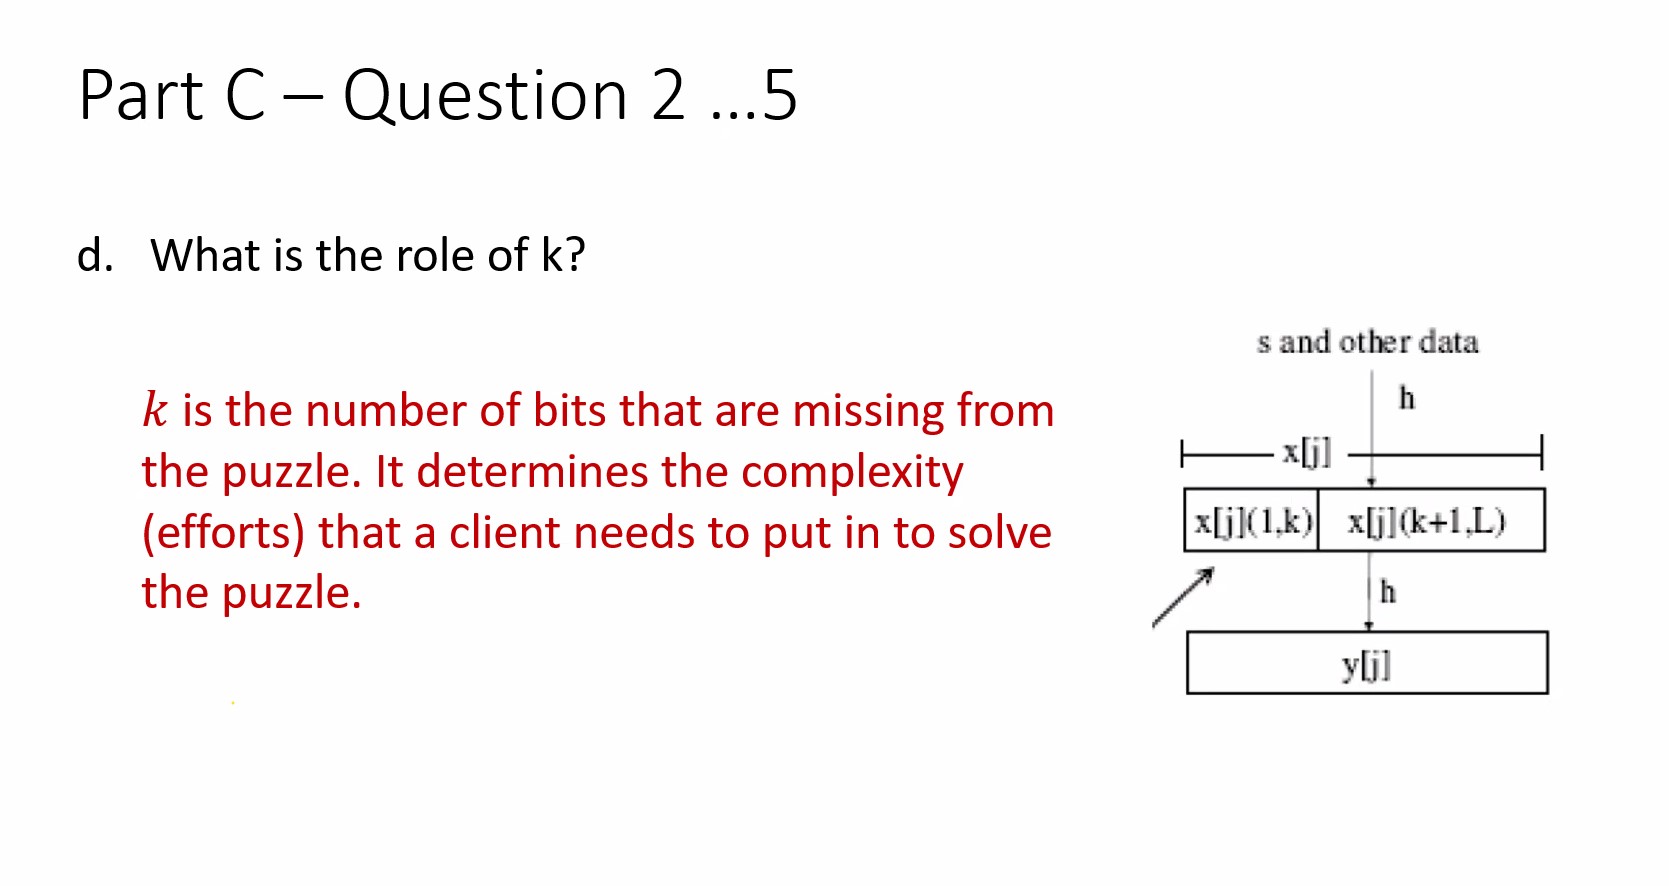 Part C – Question 2 ...5
d. What is the role of k?
k is the number of bits that are missing from
the puzzle. It determines the complexity
(efforts) that a client needs to put in to solve
the puzzle.
s and other data
h
x[j]
x[j](1,k) x[j](k+1,L)
h
y[j]